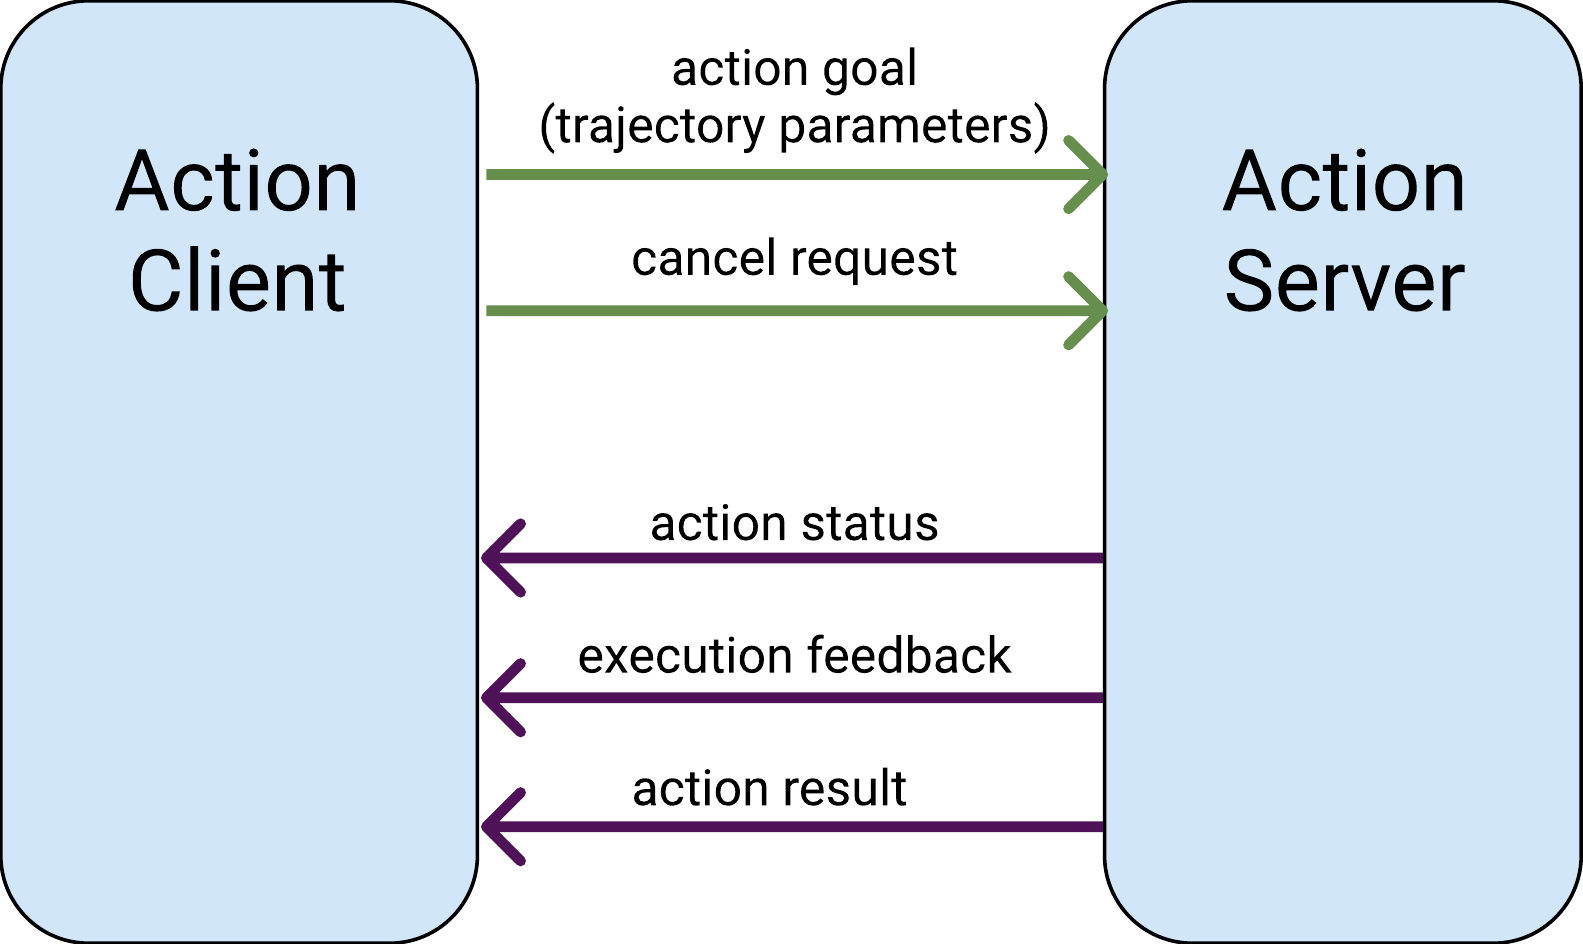 Action
Client
action goal
(trajectory parameters)
cancel request
action status
execution feedback
action result
Action
Server